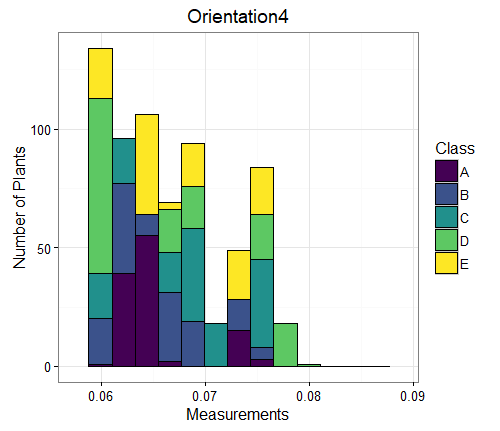 Orientation4
Number of Plants
100
50
0
0.06 0.07 0.08 0.09
Measurements
Class
A
B
C
D
E